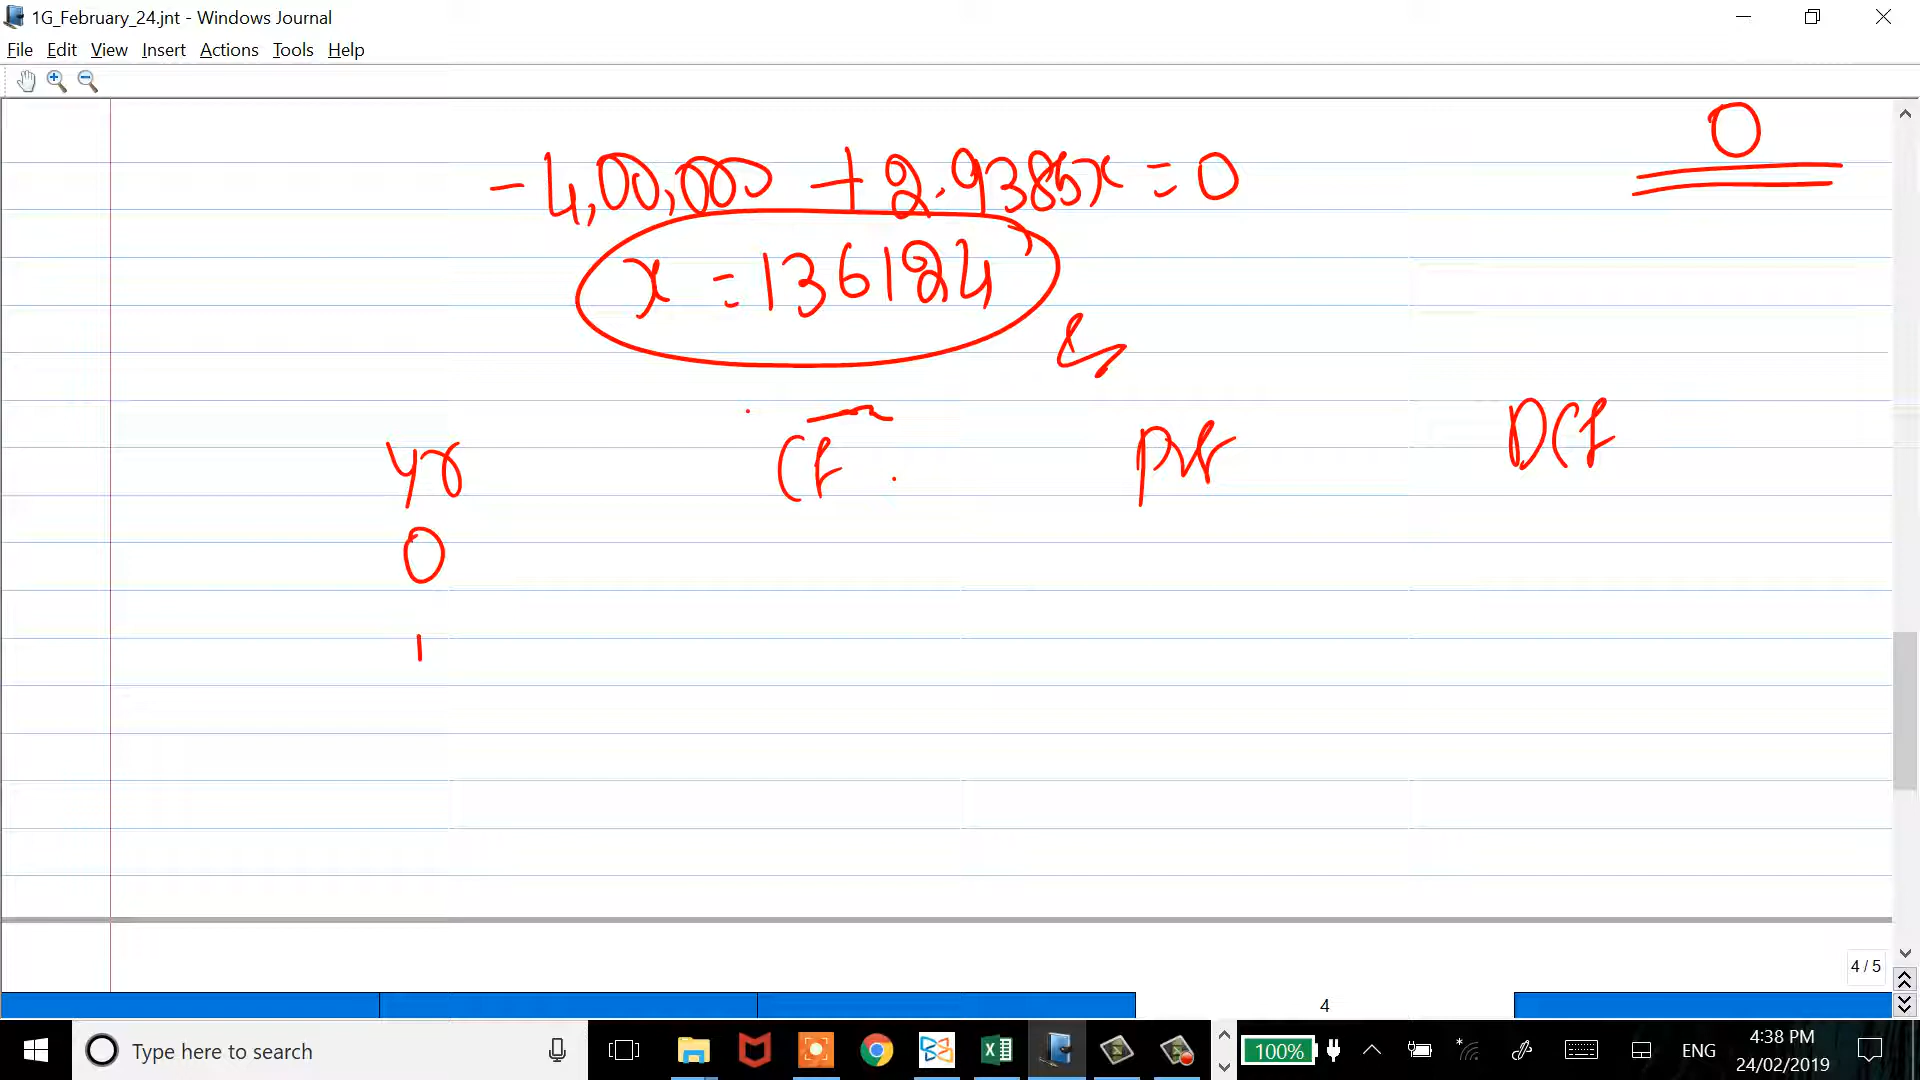 1G_February_24.jnt - Windows Journal
File Edit View Insert Actions Tools Help
0
- 4,00,000 + 2.9385x = 0
x = 136124
yr CF PVF DCF
0
1
4 / 5
4
Type here to search
100%
ENG
4:38 PM
24/02/2019